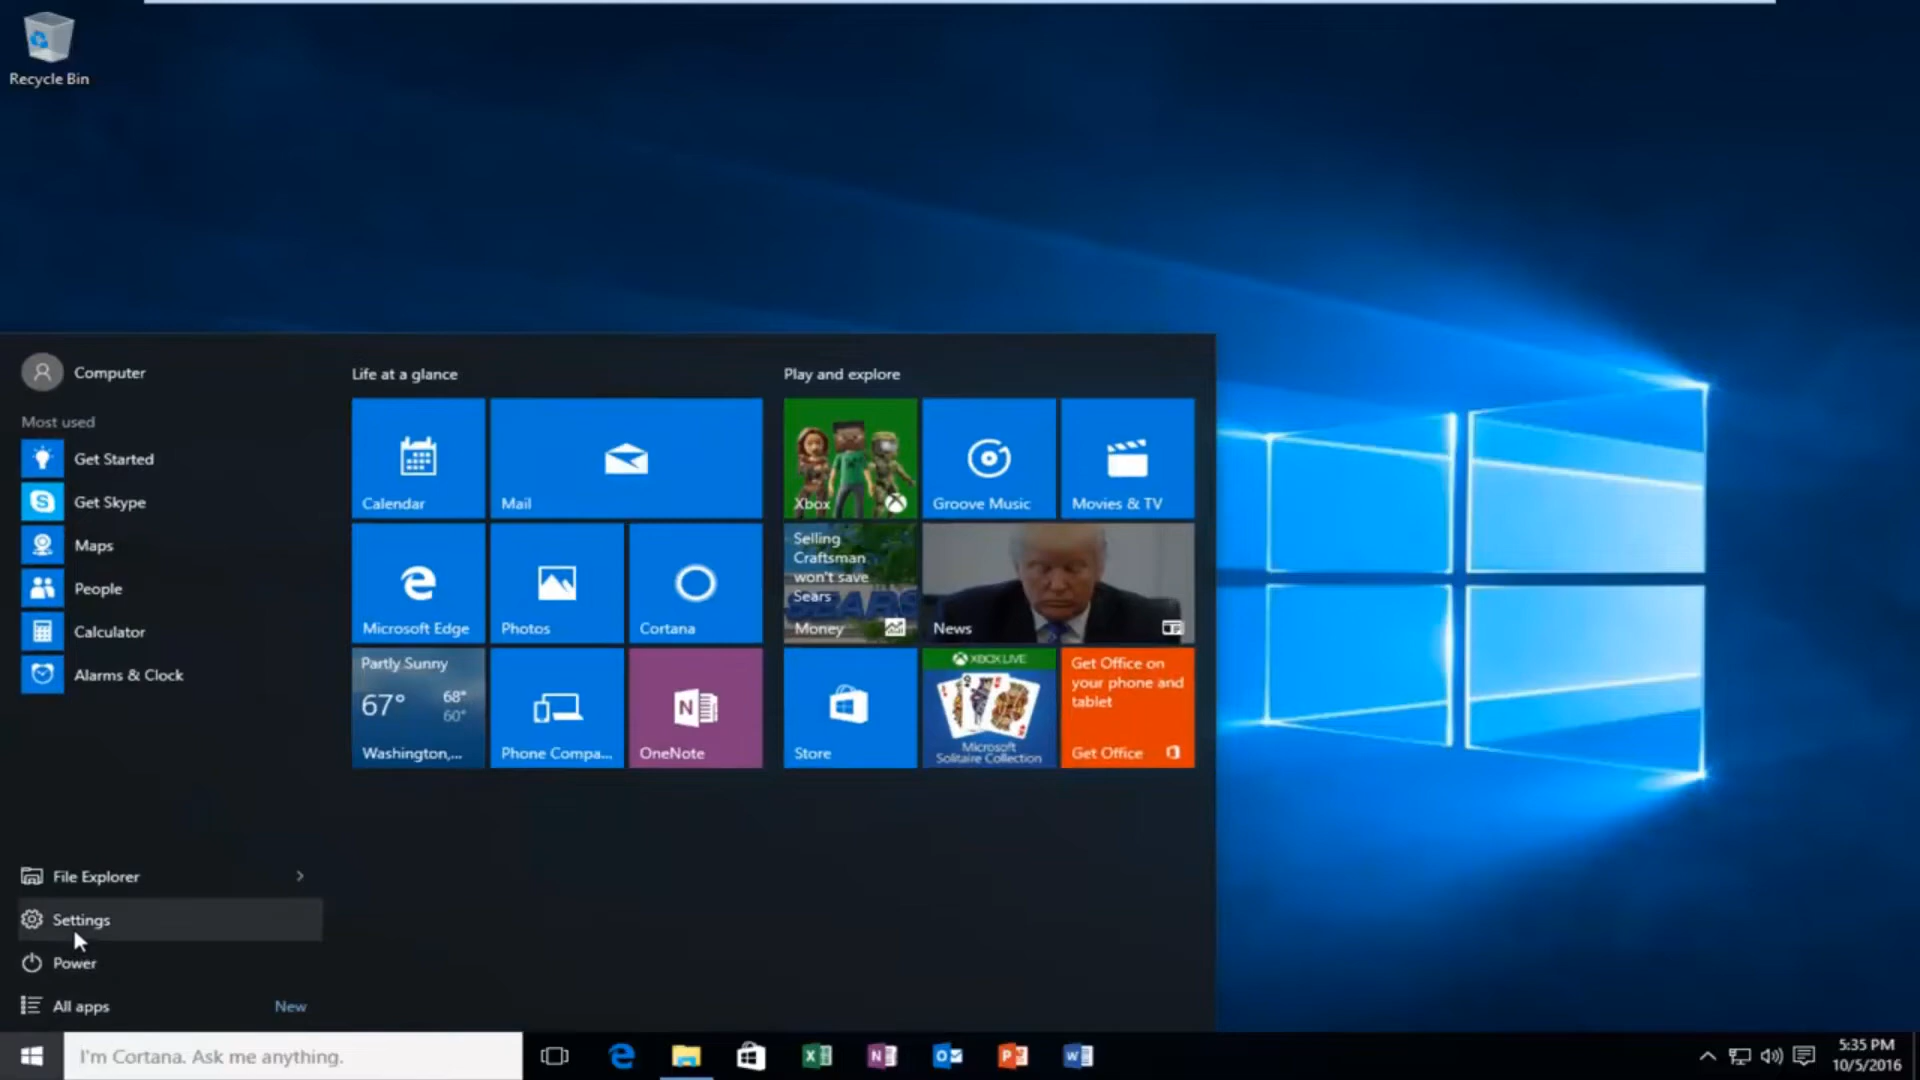 Recycle Bin
Computer
Most used
Get Started
Get Skype
Maps
People
Calculator
Alarms & Clock
File Explorer
Settings
Power
All apps
New
Life at a glance
Calendar
Mail
Microsoft Edge
Photos
Cortana
Partly Sunny
67°
68°
60°
Washington,...
Phone Compa...
N
OneNote
Play and explore
Xbox
Groove Music
Movies & TV
Selling
Craftsman
won't save
Sears
SEARS
Money
News
Store
XBOX LIVE
Microsoft
Solitaire Collection
Get Office on
your phone and
tablet
Get Office
I'm Cortana. Ask me anything.
5:35 PM
10/5/2016